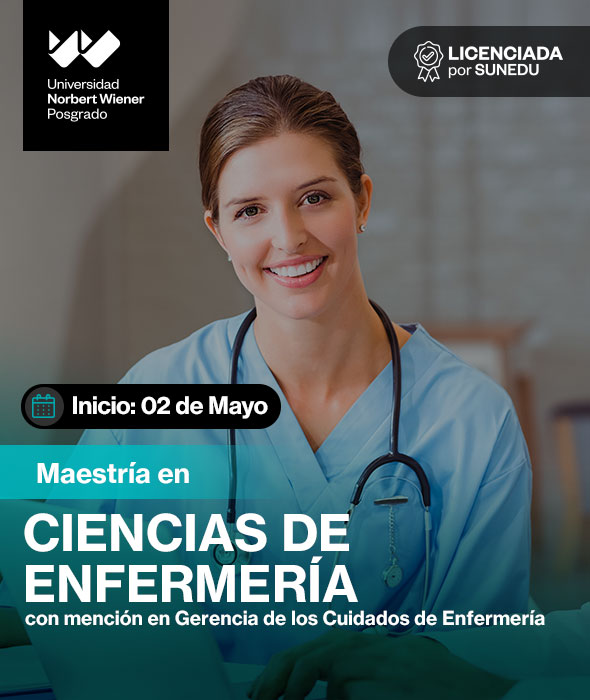 Universidad
Norbert Wiener
Posgrado
LICENCIADA
por SUNEDU
Inicio: 02 de Mayo
Maestría en
CIENCIAS DE
ENFERMERÍA
con mención en Gerencia de los Cuidados de Enfermería